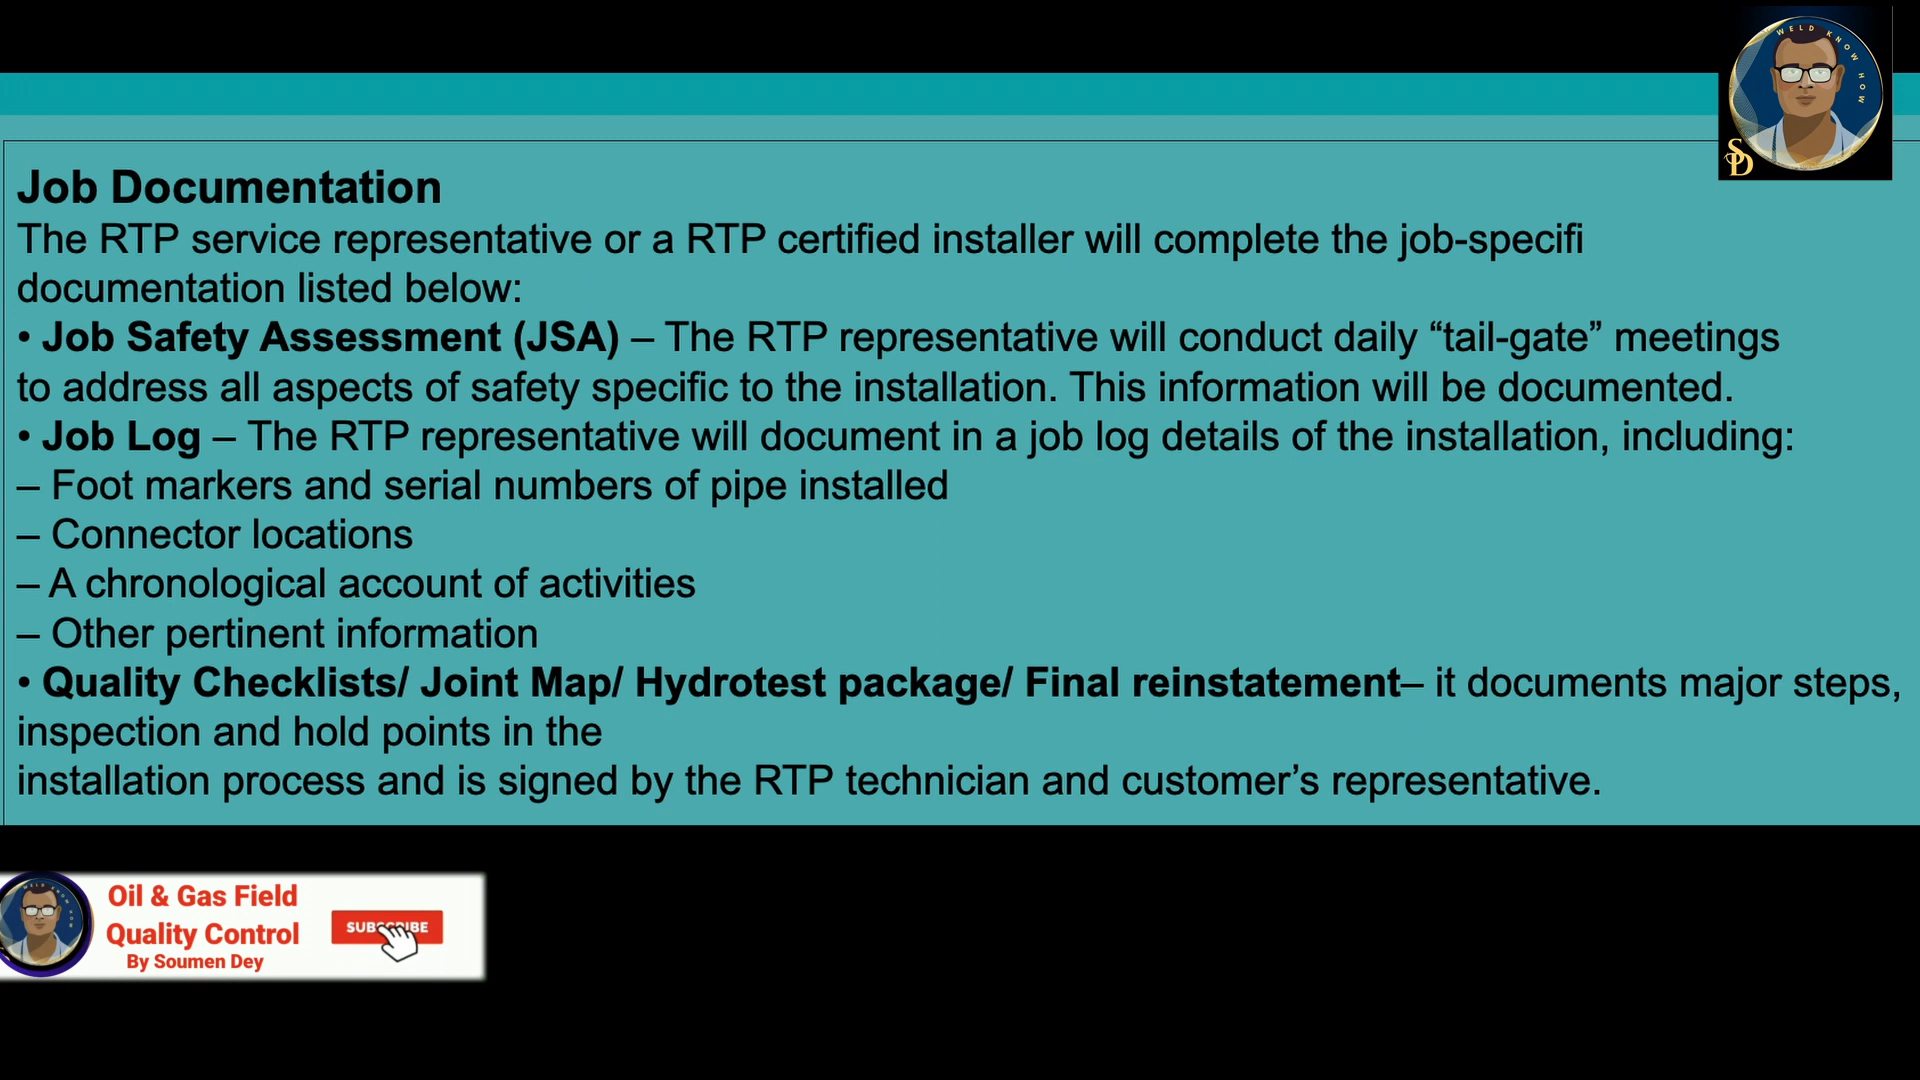 WELD KNOW HOW
SD
Job Documentation
The RTP service representative or a RTP certified installer will complete the job-specifi
documentation listed below:
• Job Safety Assessment (JSA) – The RTP representative will conduct daily “tail-gate” meetings
to address all aspects of safety specific to the installation. This information will be documented.
• Job Log – The RTP representative will document in a job log details of the installation, including:
– Foot markers and serial numbers of pipe installed
– Connector locations
– A chronological account of activities
– Other pertinent information
• Quality Checklists/ Joint Map/ Hydrotest package/ Final reinstatement– it documents major steps,
inspection and hold points in the
installation process and is signed by the RTP technician and customer’s representative.
WELD KNOW HOW
Oil & Gas Field
Quality Control
By Soumen Dey
SUBSCRIBE